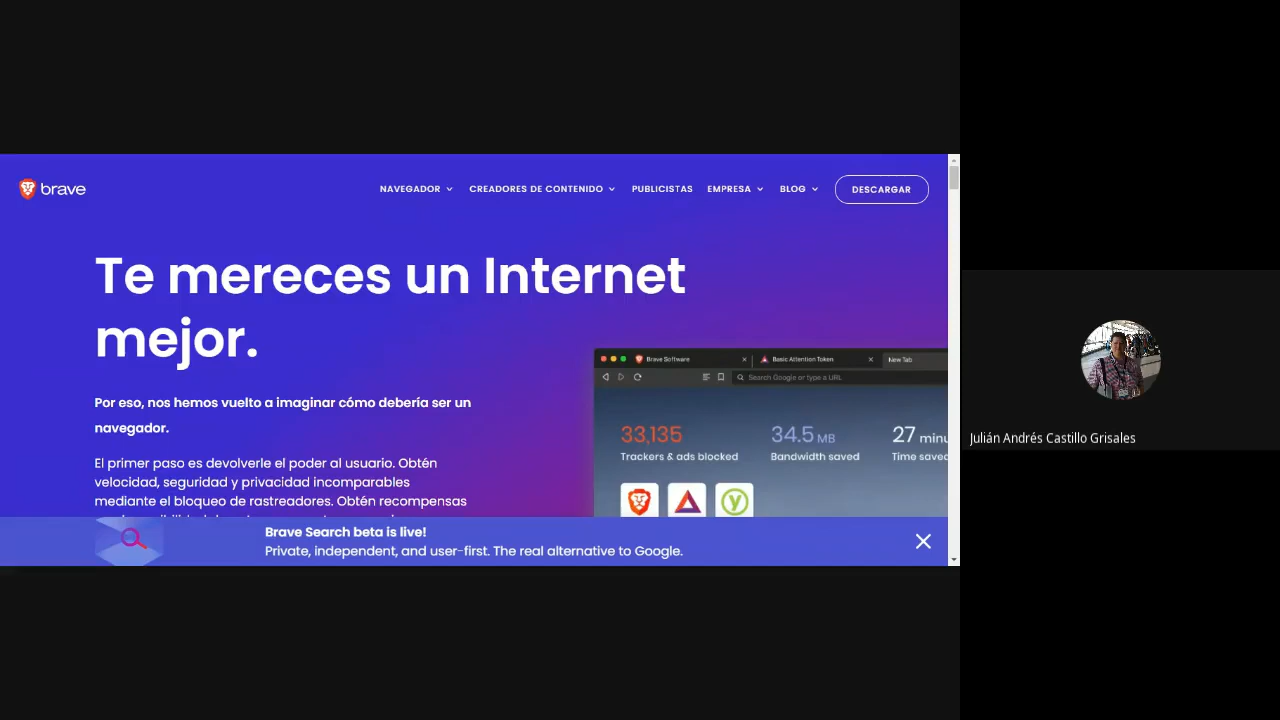 brave
NAVEGADOR
CREADORES DE CONTENIDO
PUBLICISTAS
EMPRESA
BLOG
DESCARGAR
Te mereces un Internet
mejor.
Por eso, nos hemos vuelto a imaginar cómo debería ser un
navegador.
El primer paso es devolverle el poder al usuario. Obtén
velocidad, seguridad y privacidad incomparables
mediante el bloqueo de rastreadores. Obtén recompensas
Brave Software
Basic Attention Token
New Tab
Search Google or type a URL
33,135
Trackers & ads blocked
34.5 MB
Bandwidth saved
27 minu
Time saved
Brave Search beta is live!
Private, independent, and user-first. The real alternative to Google.
Julián Andrés Castillo Grisales